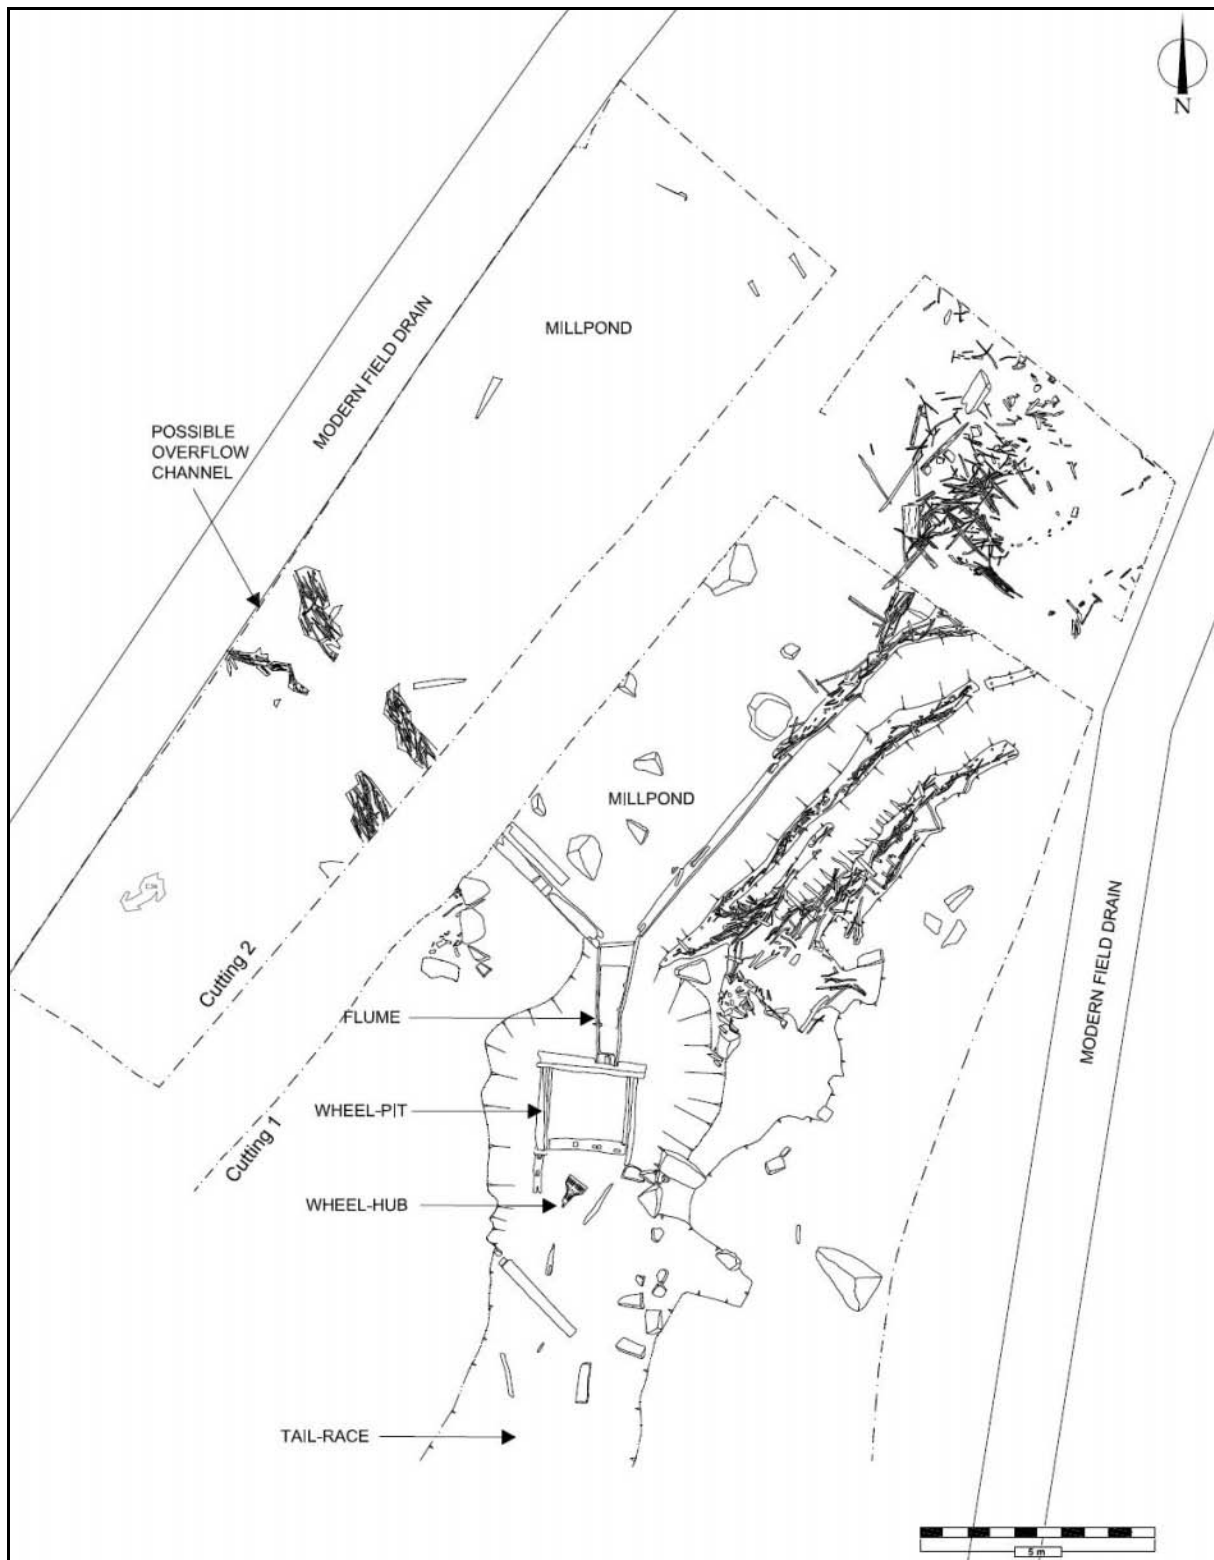 N
MODERN FIELD DRAIN
MILLPOND
POSSIBLE
OVERFLOW
CHANNEL
MILLPOND
Cutting 2
FLUME
MODERN FIELD DRAIN
WHEEL-PIT
Cutting 1
WHEEL-HUB
TAIL-RACE
5 m